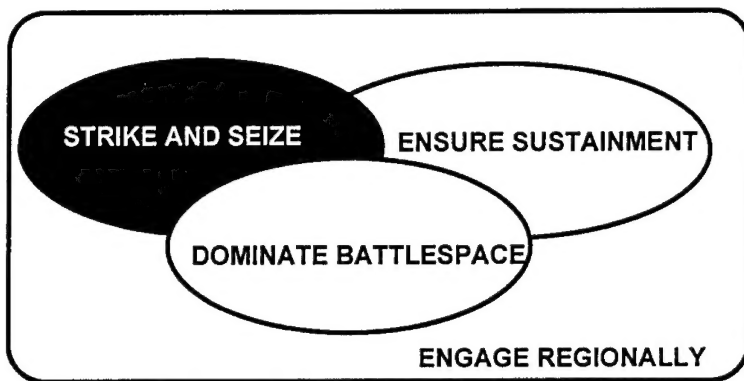 STRIKE AND SEIZE
ENSURE SUSTAINMENT
DOMINATE BATTLESPACE
ENGAGE REGIONALLY